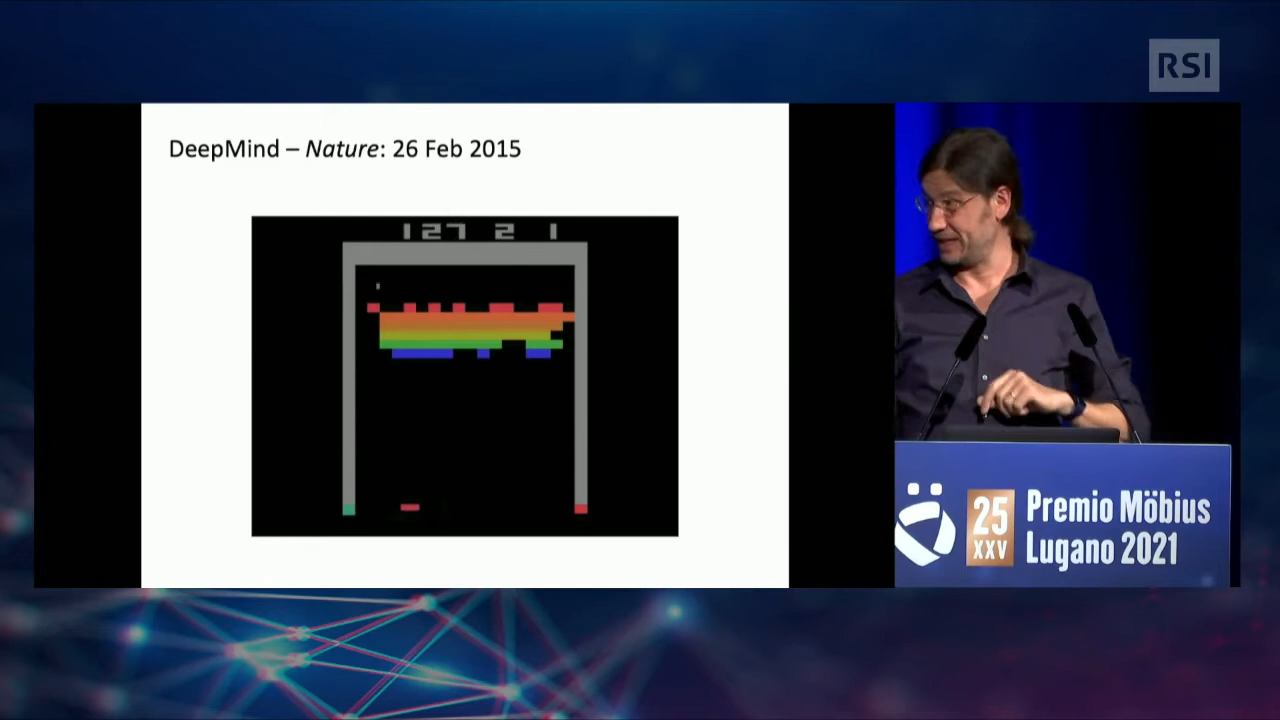 RSI
DeepMind – Nature: 26 Feb 2015
127 2 1
25
XXV
Premio Möbius
Lugano 2021